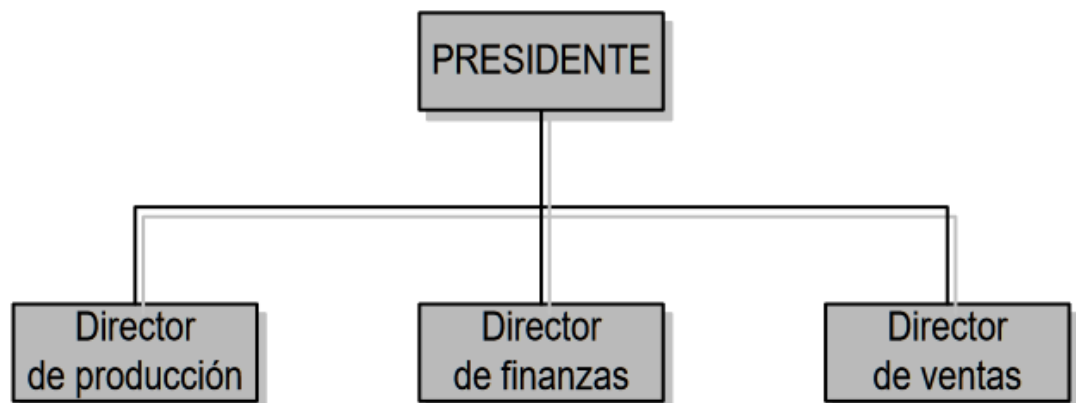 PRESIDENTE
Director
de producción
Director
de finanzas
Director
de ventas